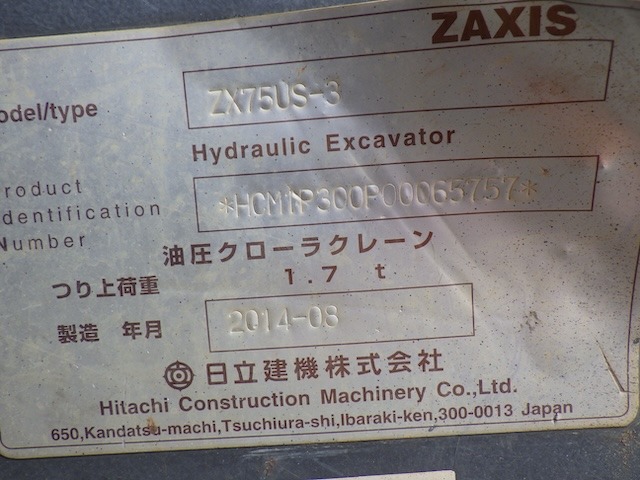 ZAXIS
odel/type ZX75US-3
Hydraulic Excavator
roduct
dentification *HCM1P300P00065757*
Number
油圧クローラクレーン
つり上荷重 1.7 t
製造 年月 2014-08
日立建機株式会社
Hitachi Construction Machinery Co.,Ltd.
650,Kandatsu-machi,Tsuchiura-shi,Ibaraki-ken,300-0013 Japan